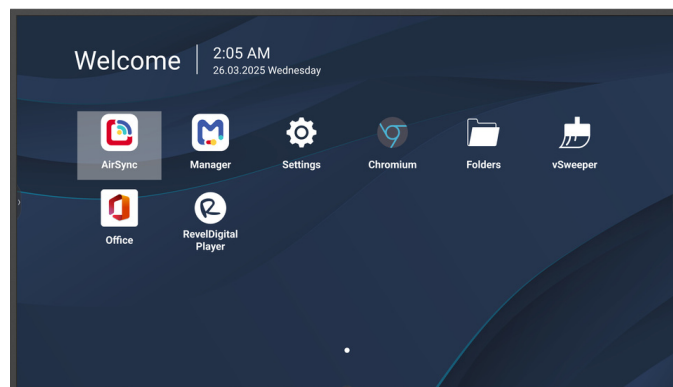 Welcome
2:05 AM
26.03.2025 Wednesday
AirSync
Manager
Settings
Chromium
Folders
vSweeper
Office
RevelDigital
Player